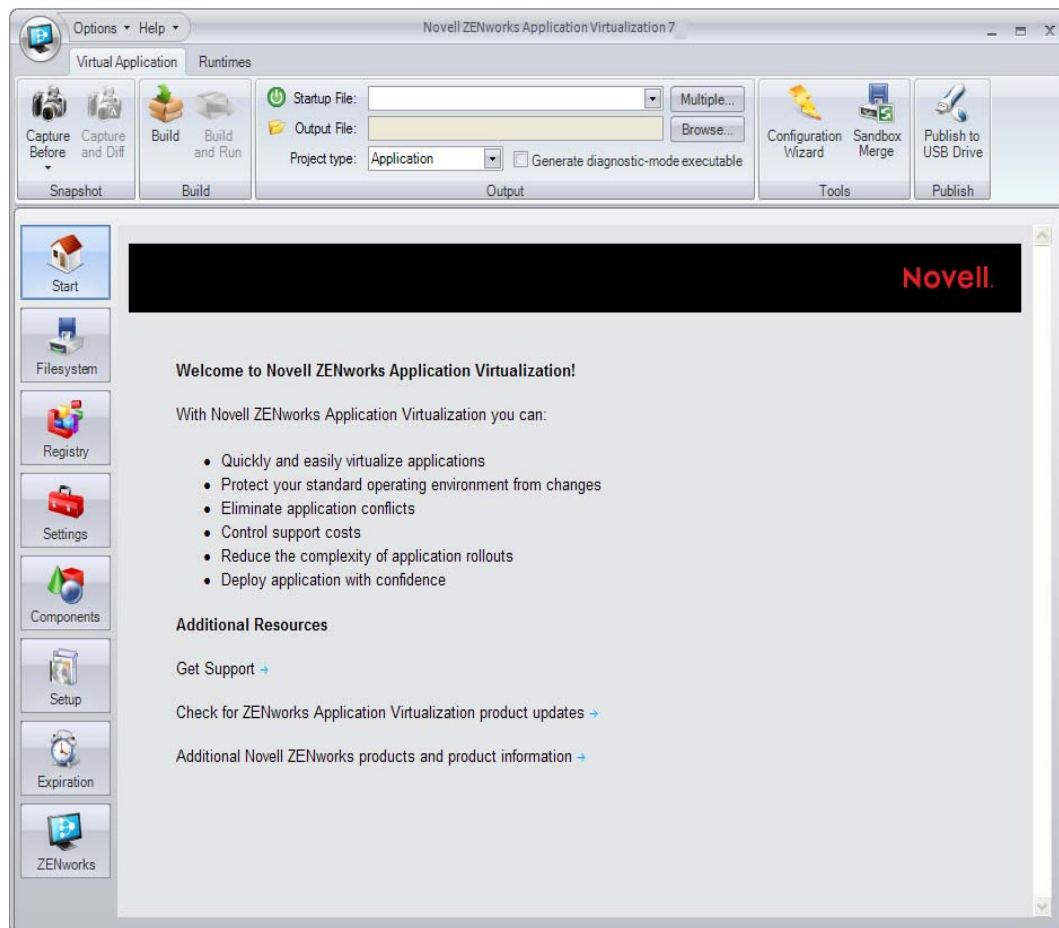 Options Help
Novell ZENworks Application Virtualization 7
Virtual Application Runtimes
Capture Before
Capture and Diff
Snapshot
Build
Build and Run
Build
Startup File:
Multiple...
Output File:
Browse...
Project type: Application
Generate diagnostic-mode executable
Output
Configuration Wizard
Sandbox Merge
Tools
Publish to USB Drive
Publish
Start
Filesystem
Registry
Settings
Components
Setup
Expiration
ZENworks
Novell.
Welcome to Novell ZENworks Application Virtualization!
With Novell ZENworks Application Virtualization you can:
• Quickly and easily virtualize applications
• Protect your standard operating environment from changes
• Eliminate application conflicts
• Control support costs
• Reduce the complexity of application rollouts
• Deploy application with confidence
Additional Resources
Get Support →
Check for ZENworks Application Virtualization product updates →
Additional Novell ZENworks products and product information →